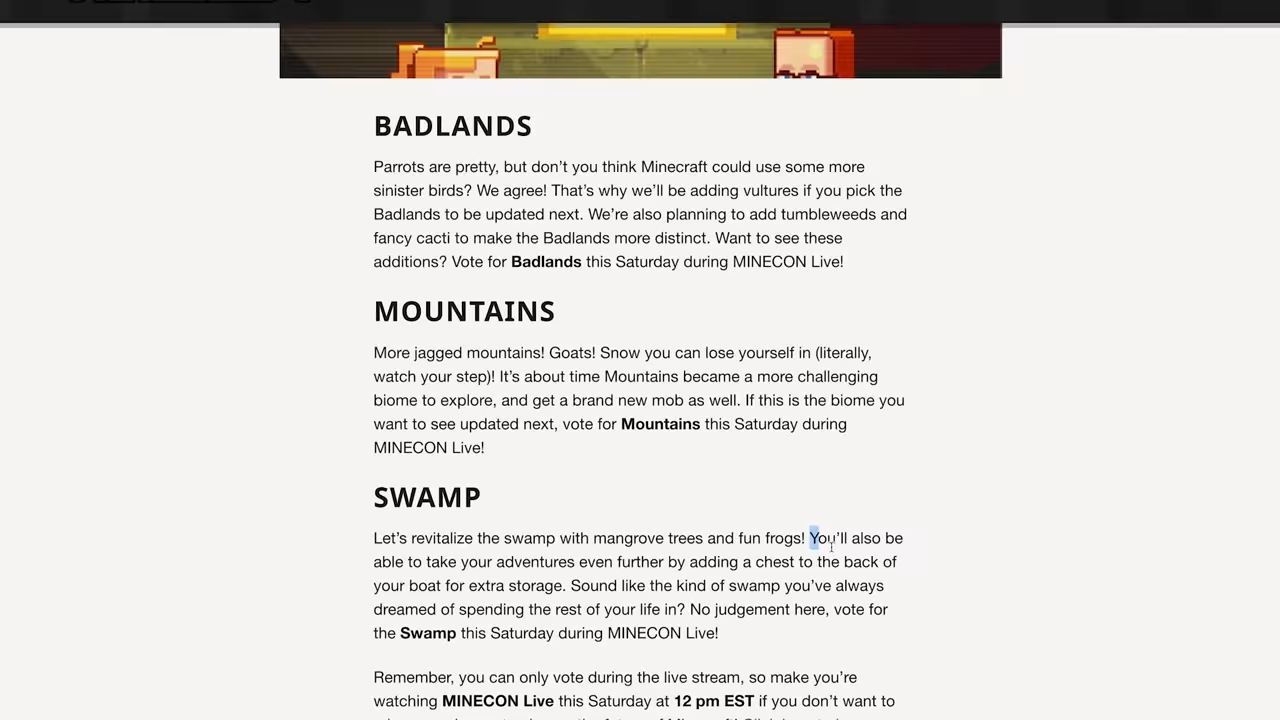 BADLANDS
Parrots are pretty, but don’t you think Minecraft could use some more
sinister birds? We agree! That’s why we’ll be adding vultures if you pick the
Badlands to be updated next. We’re also planning to add tumbleweeds and
fancy cacti to make the Badlands more distinct. Want to see these
additions? Vote for Badlands this Saturday during MINECON Live!
MOUNTAINS
More jagged mountains! Goats! Snow you can lose yourself in (literally,
watch your step)! It’s about time Mountains became a more challenging
biome to explore, and get a brand new mob as well. If this is the biome you
want to see updated next, vote for Mountains this Saturday during
MINECON Live!
SWAMP
Let’s revitalize the swamp with mangrove trees and fun frogs! You’ll also be
able to take your adventures even further by adding a chest to the back of
your boat for extra storage. Sound like the kind of swamp you’ve always
dreamed of spending the rest of your life in? No judgement here, vote for
the Swamp this Saturday during MINECON Live!
Remember, you can only vote during the live stream, so make you’re
watching MINECON Live this Saturday at 12 pm EST if you don’t want to